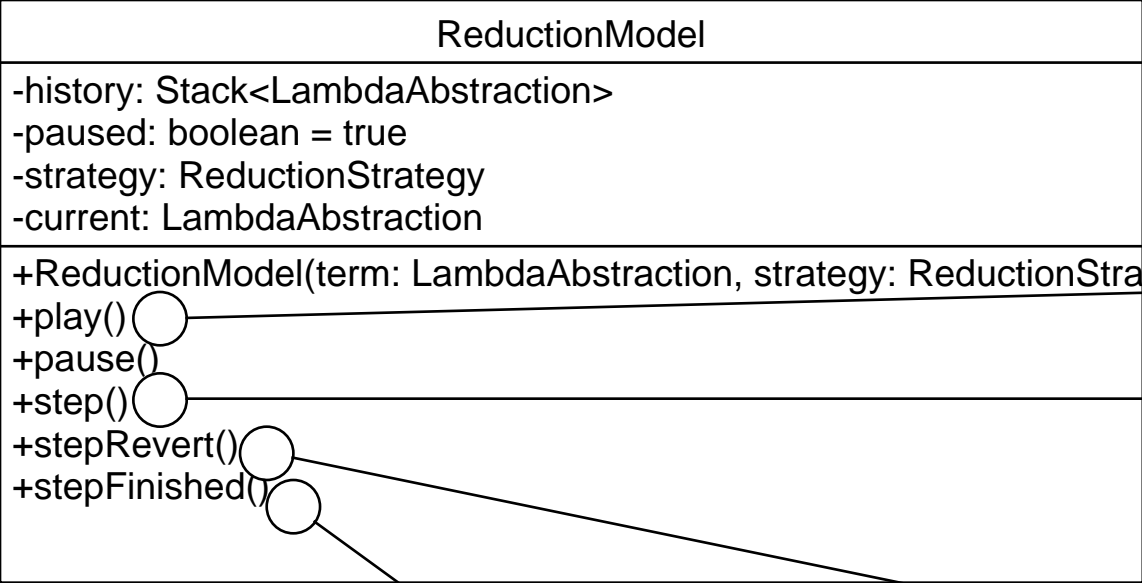 ReductionModel
-history: Stack<LambdaAbstraction>
-paused: boolean = true
-strategy: ReductionStrategy
-current: LambdaAbstraction
+ReductionModel(term: LambdaAbstraction, strategy: ReductionStra
+play()
+pause()
+step()
+stepRevert()
+stepFinished()